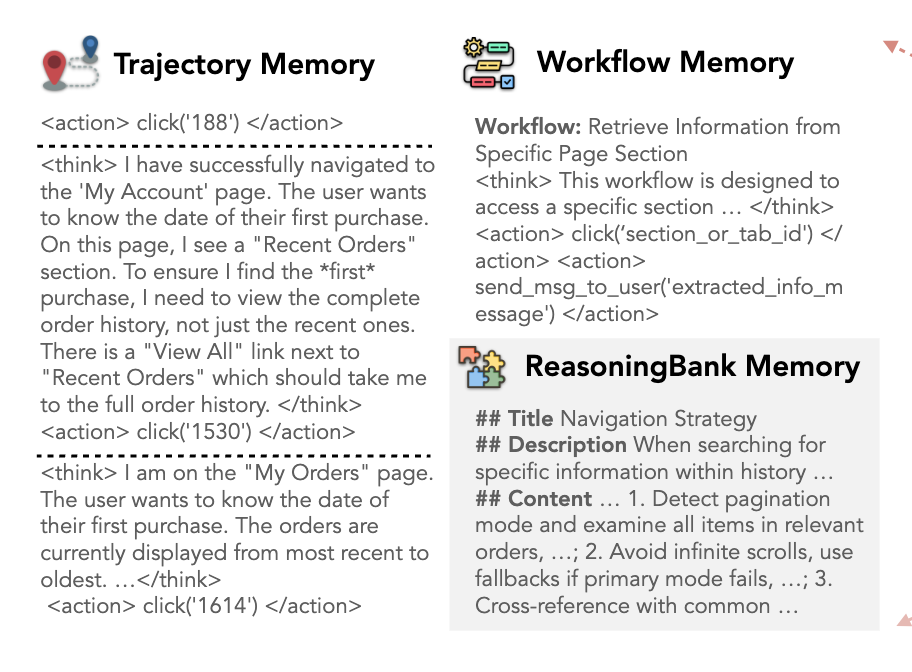 Trajectory Memory
<action> click('188') </action>
<think> I have successfully navigated to
the 'My Account' page. The user wants
to know the date of their first purchase.
On this page, I see a "Recent Orders"
section. To ensure I find the *first*
purchase, I need to view the complete
order history, not just the recent ones.
There is a "View All" link next to
"Recent Orders" which should take me
to the full order history. </think>
<action> click('1530') </action>
<think> I am on the "My Orders" page.
The user wants to know the date of
their first purchase. The orders are
currently displayed from most recent to
oldest. …</think>
<action> click('1614') </action>
Workflow Memory
Workflow: Retrieve Information from
Specific Page Section
<think> This workflow is designed to
access a specific section … </think>
<action> click(‘section_or_tab_id') </
action> <action>
send_msg_to_user('extracted_info_m
essage') </action>
ReasoningBank Memory
## Title Navigation Strategy
## Description When searching for
specific information within history …
## Content … 1. Detect pagination
mode and examine all items in relevant
orders, …; 2. Avoid infinite scrolls, use
fallbacks if primary mode fails, …; 3.
Cross-reference with common …